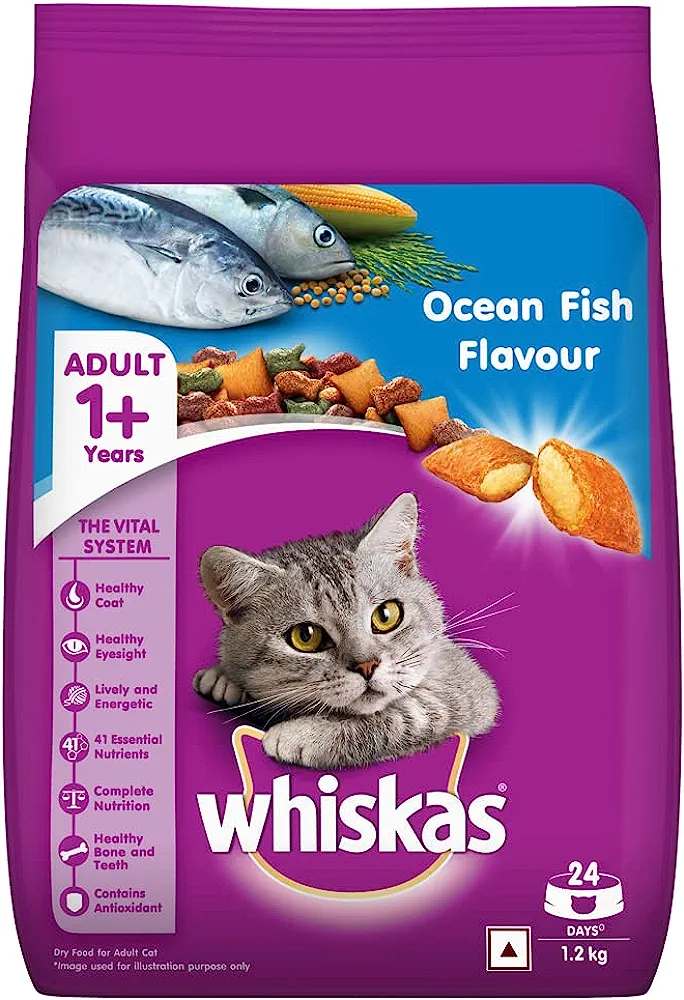 Ocean Fish
Flavour
ADULT
1+
Years
THE VITAL
SYSTEM
Healthy
Coat
Healthy
Eyesight
Lively and
Energetic
41
41 Essential
Nutrients
Complete
Nutrition
Healthy
Bone and
Teeth
Contains
Antioxidant
whiskas®
24
DAYS◊
1.2 kg
Dry Food for Adult Cat
*Image used for illustration purpose only